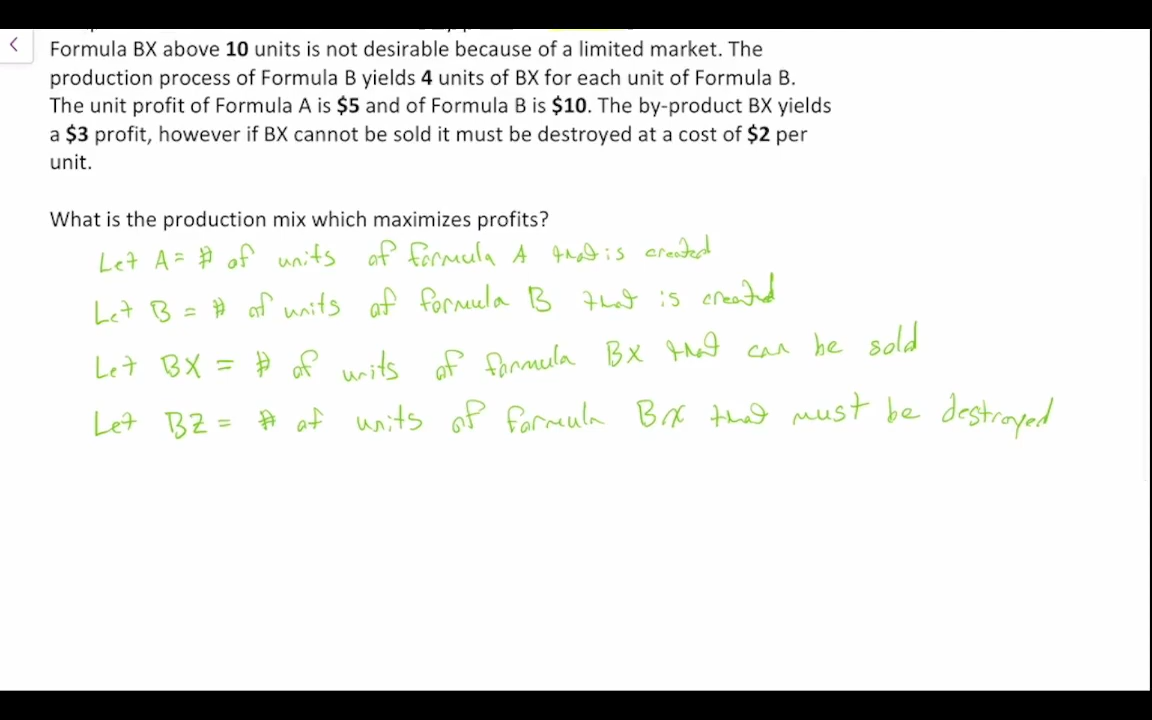 Formula BX above 10 units is not desirable because of a limited market. The
production process of Formula B yields 4 units of BX for each unit of Formula B.
The unit profit of Formula A is $5 and of Formula B is $10. The by-product BX yields
a $3 profit, however if BX cannot be sold it must be destroyed at a cost of $2 per
unit.
What is the production mix which maximizes profits?
Let A = # of units of formula A that is created
Let B = # of units of formula B that is created
Let BX = # of units of formula BX that can be sold
Let BZ = # of units of formula BX that must be destroyed